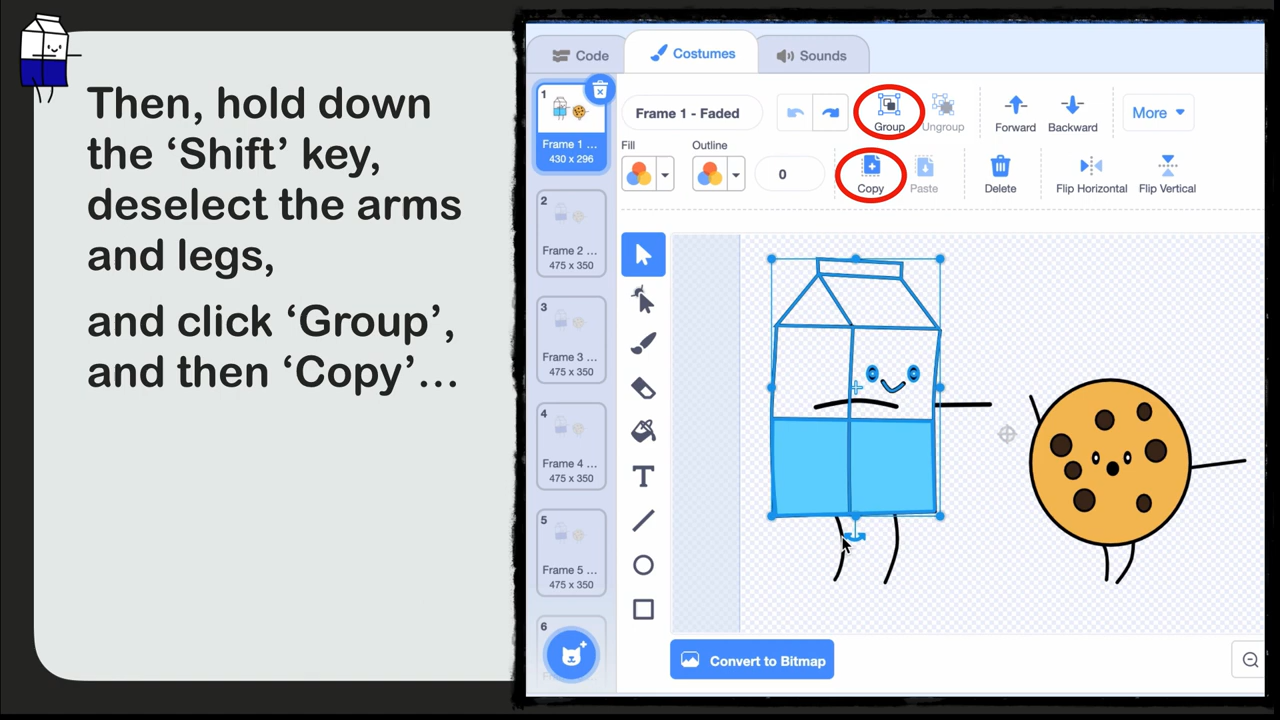 Then, hold down
the ‘Shift’ key,
deselect the arms
and legs,
and click ‘Group’,
and then ‘Copy’...
Code
Costumes
Sounds
1
Frame 1 ...
430 x 296
2
Frame 2 ...
475 x 350
3
Frame 3 ...
475 x 350
4
Frame 4 ...
475 x 350
5
Frame 5 ...
475 x 350
6
Frame 1 - Faded
Group
Ungroup
Forward
Backward
More
Fill
Outline
0
Copy
Paste
Delete
Flip Horizontal
Flip Vertical
T
Convert to Bitmap